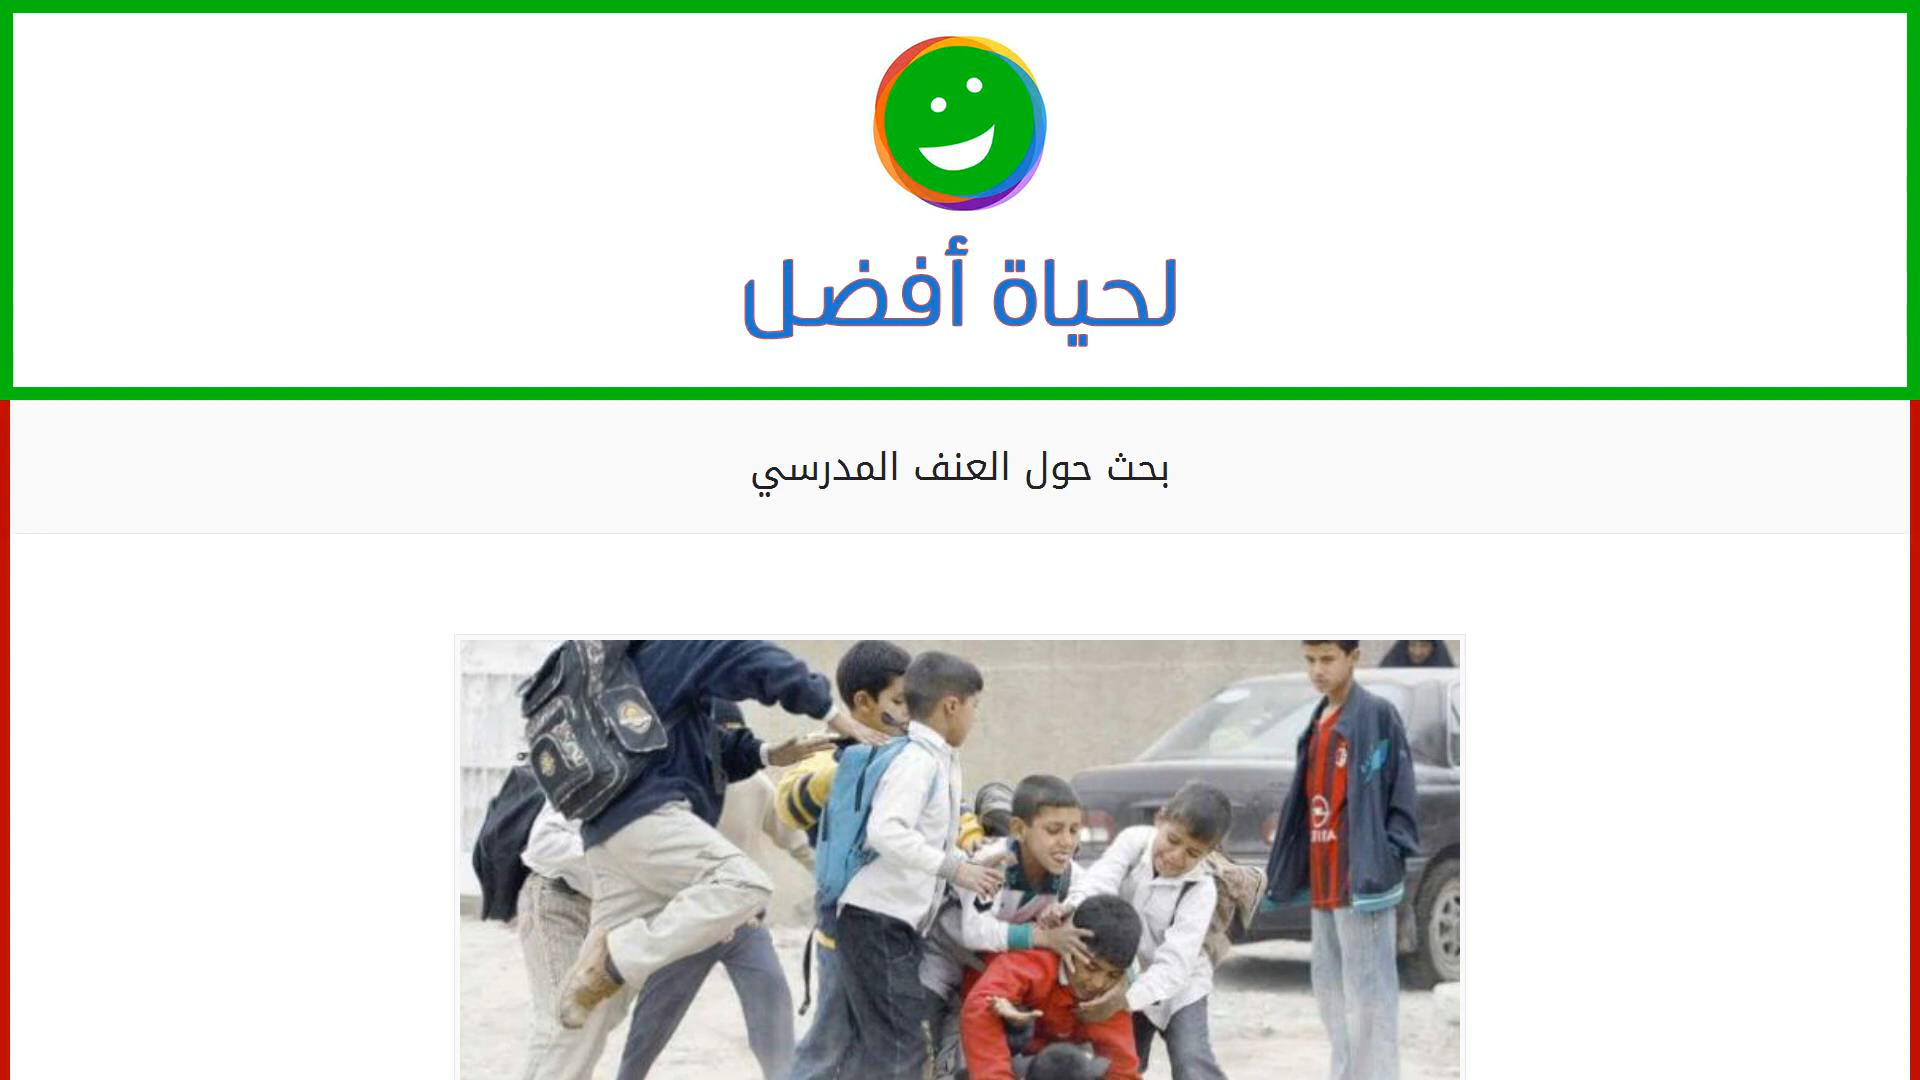 لحياة أفضل
بحث حول العنف المدرسي